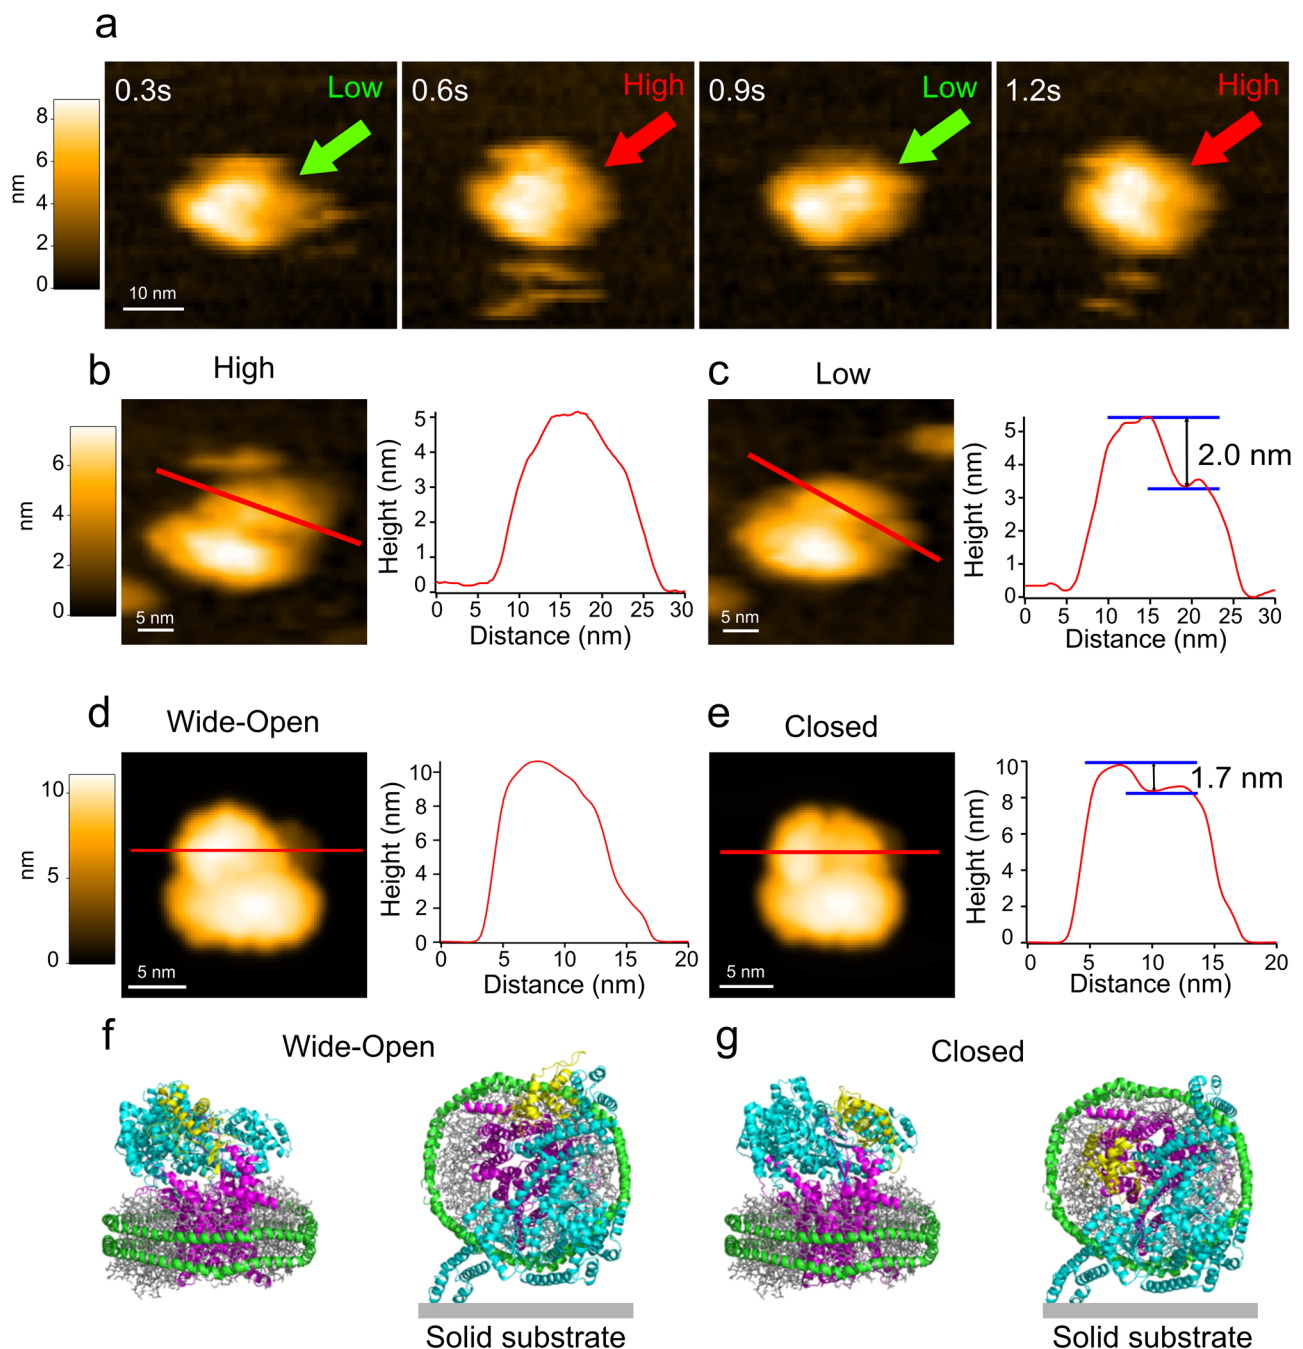 a
0.3s Low
0.6s High
0.9s Low
1.2s High
8
6
4
2
0
nm
10 nm
b High
6
4
2
0
nm
5 nm
5
4
3
2
1
0
Height (nm)
0 5 10 15 20 25 30
Distance (nm)
c Low
5 nm
5
4
3
2
1
0
Height (nm)
2.0 nm
0 5 10 15 20 25 30
Distance (nm)
d Wide-Open
10
5
0
nm
5 nm
10
8
6
4
2
0
Height (nm)
0 5 10 15 20
Distance (nm)
e Closed
5 nm
10
8
6
4
2
0
Height (nm)
1.7 nm
0 5 10 15 20
Distance (nm)
f Wide-Open
Solid substrate
g Closed
Solid substrate